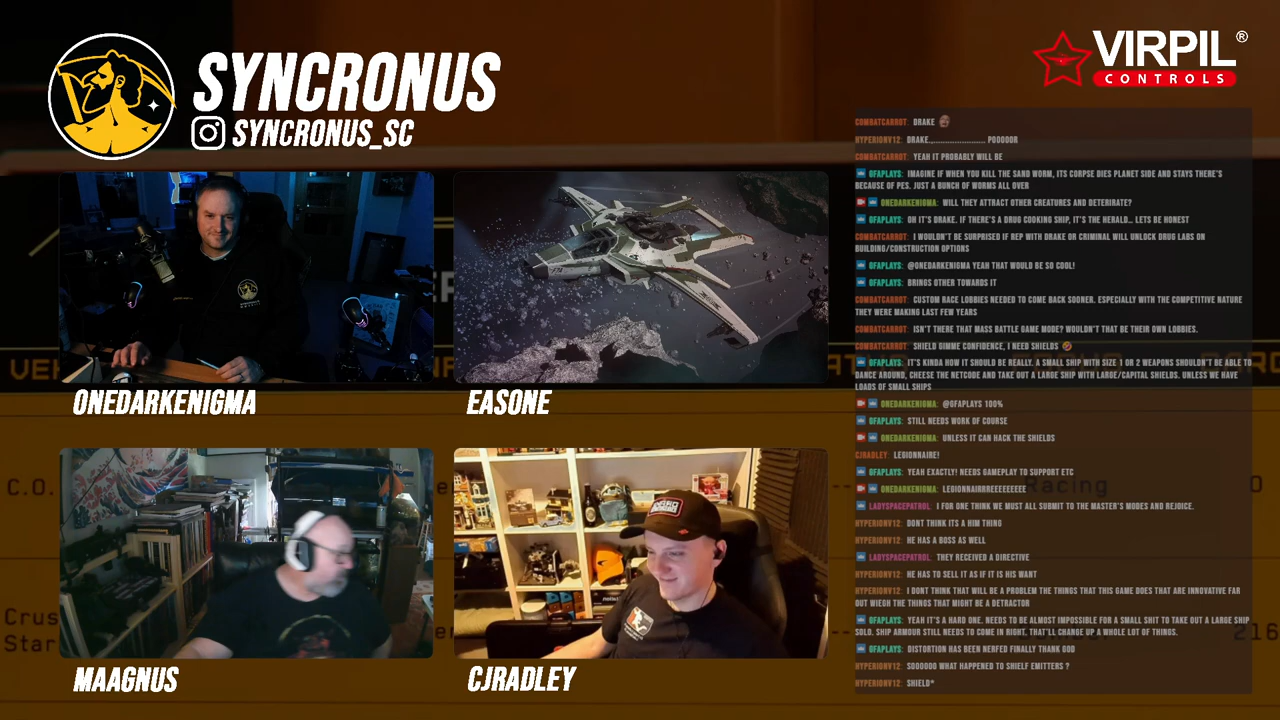 SYNCRONUS
SYNCRONUS_SC
VIRPIL®
CONTROLS
ONEDARKENIGMA
EASONE
MAAGNUS
CJRADLEY
COMBATCARROT: DRAKE
HYPERIONV12: DRAKE........................... POOOOOR
COMBATCARROT: YEAH IT PROBABLY WILL BE
GFAPLAYS: IMAGINE IF WHEN YOU KILL THE SAND WORM, ITS CORPSE DIES PLANET SIDE AND STAYS THERE'S
BECAUSE OF PES. JUST A BUNCH OF WORMS ALL OVER
ONEDARKENIGMA: WILL THEY ATTRACT OTHER CREATURES AND DETEIRATE?
GFAPLAYS: OH IT'S DRAKE. IF THERE'S A DRUG COOKING SHIP, IT'S THE HERALD... LETS BE HONEST
COMBATCARROT: I WOULDN'T BE SURPRISED IF REP WITH DRAKE OR CRIMINAL WILL UNLOCK DRUG LABS ON
BUILDING/CONSTRUCTION OPTIONS
GFAPLAYS: @ONEDARKENIGMA YEAH THAT WOULD BE SO COOL!
GFAPLAYS: BRINGS OTHER TOWARDS IT
COMBATCARROT: CUSTOM RACE LOBBIES NEEDED TO COME BACK SOONER. ESPECIALLY WITH THE COMPETITIVE NATURE
THEY WERE MAKING LAST FEW YEARS
COMBATCARROT: ISN'T THERE THAT MASS BATTLE GAME MODE? WOULDN'T THAT BE THEIR OWN LOBBIES.
COMBATCARROT: SHIELD GIMME CONFIDENCE, I NEED SHIELDS
GFAPLAYS: IT'S KINDA HOW IT SHOULD BE REALLY. A SMALL SHIP WITH SIZE 1 OR 2 WEAPONS SHOULDN'T BE ABLE TO
DANCE AROUND, CHEESE THE NETCODE AND TAKE OUT A LARGE SHIP WITH LARGE/CAPITAL SHIELDS. UNLESS WE HAVE
LOADS OF SMALL SHIPS
ONEDARKENIGMA: @GFAPLAYS 100%
GFAPLAYS: STILL NEEDS WORK OF COURSE
ONEDARKENIGMA: UNLESS IT CAN HACK THE SHIELDS
CJRADLEY: LEGIONNAIRE!
GFAPLAYS: YEAH EXACTLY! NEEDS GAMEPLAY TO SUPPORT ETC
ONEDARKENIGMA: LEGIONNAIRRREEEEEEEEE
LADYSPACEPATROL: I FOR ONE THINK WE MUST ALL SUBMIT TO THE MASTER'S MODES AND REJOICE.
HYPERIONV12: DONT THINK ITS A HIM THING
HYPERIONV12: HE HAS A BOSS AS WELL
LADYSPACEPATROL: THEY RECEIVED A DIRECTIVE
HYPERIONV12: HE HAS TO SELL IT AS IF IT IS HIS WANT
HYPERIONV12: I DONT THINK THAT WILL BE A PROBLEM THE THINGS THAT THIS GAME DOES THAT ARE INNOVATIVE FAR
OUT WIEGH THE THINGS THAT MIGHT BE A DETRACTOR
GFAPLAYS: YEAH IT'S A HARD ONE. NEEDS TO BE ALMOST IMPOSSIBLE FOR A SMALL SHIT TO TAKE OUT A LARGE SHIP
SOLO. SHIP ARMOUR STILL NEEDS TO COME IN RIGHT, THAT'LL CHANGE UP A WHOLE LOT OF THINGS.
GFAPLAYS: DISTORTION HAS BEEN NERFED FINALLY THANK GOD
HYPERIONV12: SOOOOOO WHAT HAPPENED TO SHIELF EMITTERS ?
HYPERIONV12: SHIELD*
C.O.
Racing
0
Crus
Star
216